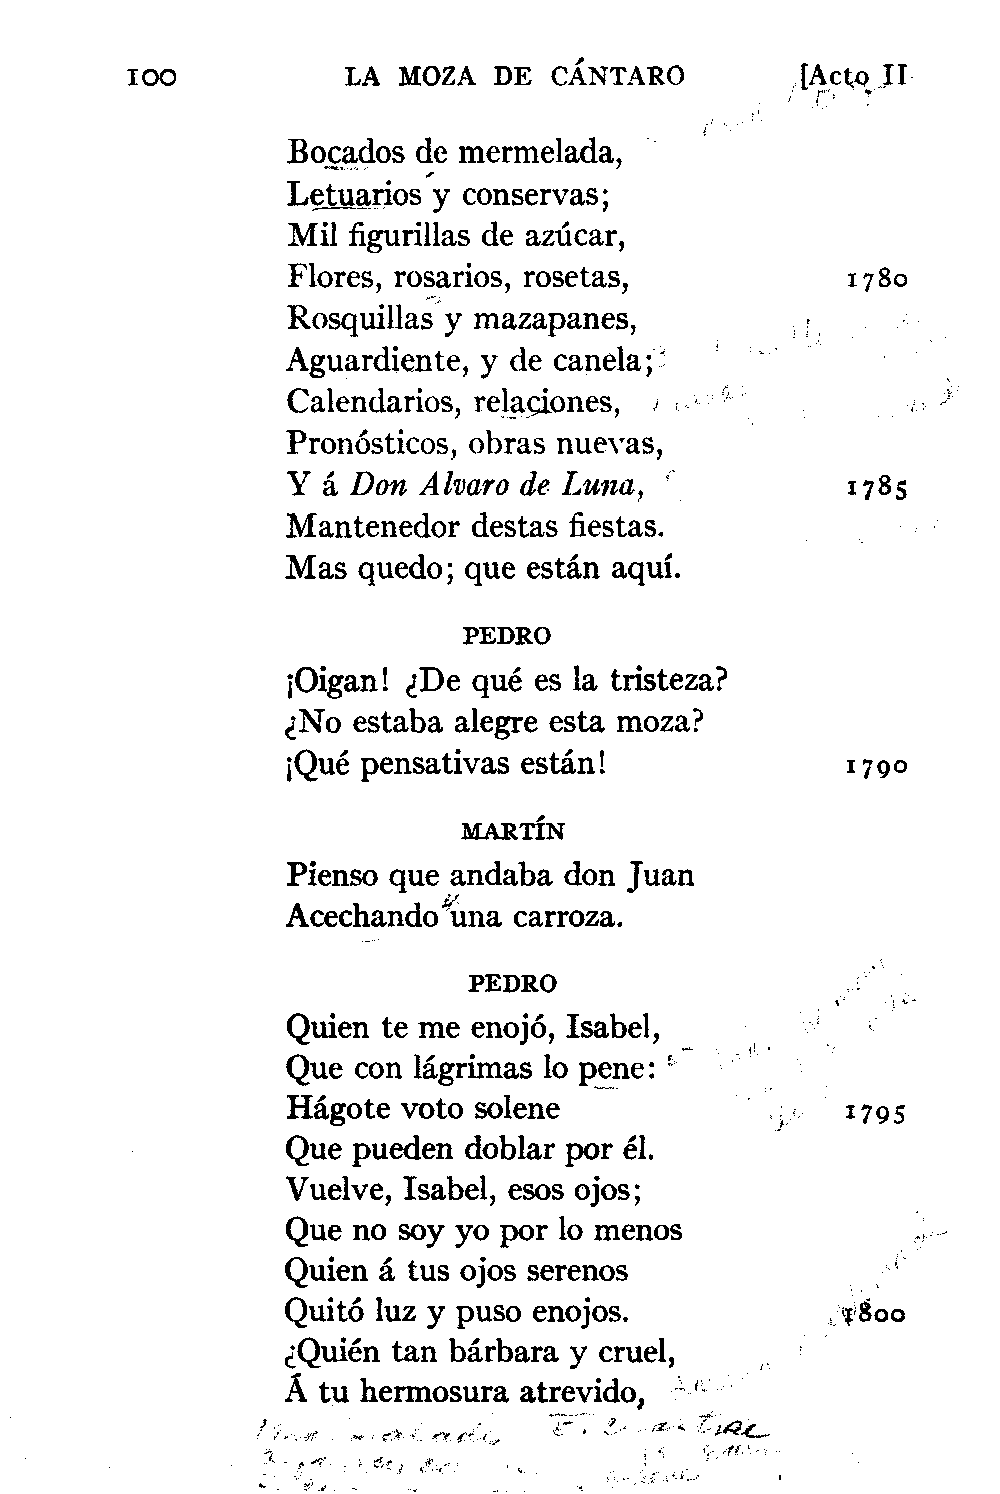 100 LA MOZA DE CÁNTARO [Acto II
Bocados de mermelada,
Letuarios y conservas;
Mil figurillas de azúcar,
Flores, rosarios, rosetas, 1780
Rosquillas y mazapanes,
Aguardiente, y de canela;
Calendarios, relaciones,
Pronósticos, obras nuevas,
Y á Don Alvaro de Luna, 1785
Mantenedor destas fiestas.
Mas quedo; que están aquí.
PEDRO
¡Oigan! ¿De qué es la tristeza?
¿No estaba alegre esta moza?
¡Qué pensativas están! 1790
MARTÍN
Pienso que andaba don Juan
Acechando una carroza.
PEDRO
Quien te me enojó, Isabel,
Que con lágrimas lo pene:
Hágote voto solene 1795
Que pueden doblar por él.
Vuelve, Isabel, esos ojos;
Que no soy yo por lo menos
Quien á tus ojos serenos
Quitó luz y puso enojos. 1800
¿Quién tan bárbara y cruel,
Á tu hermosura atrevido,